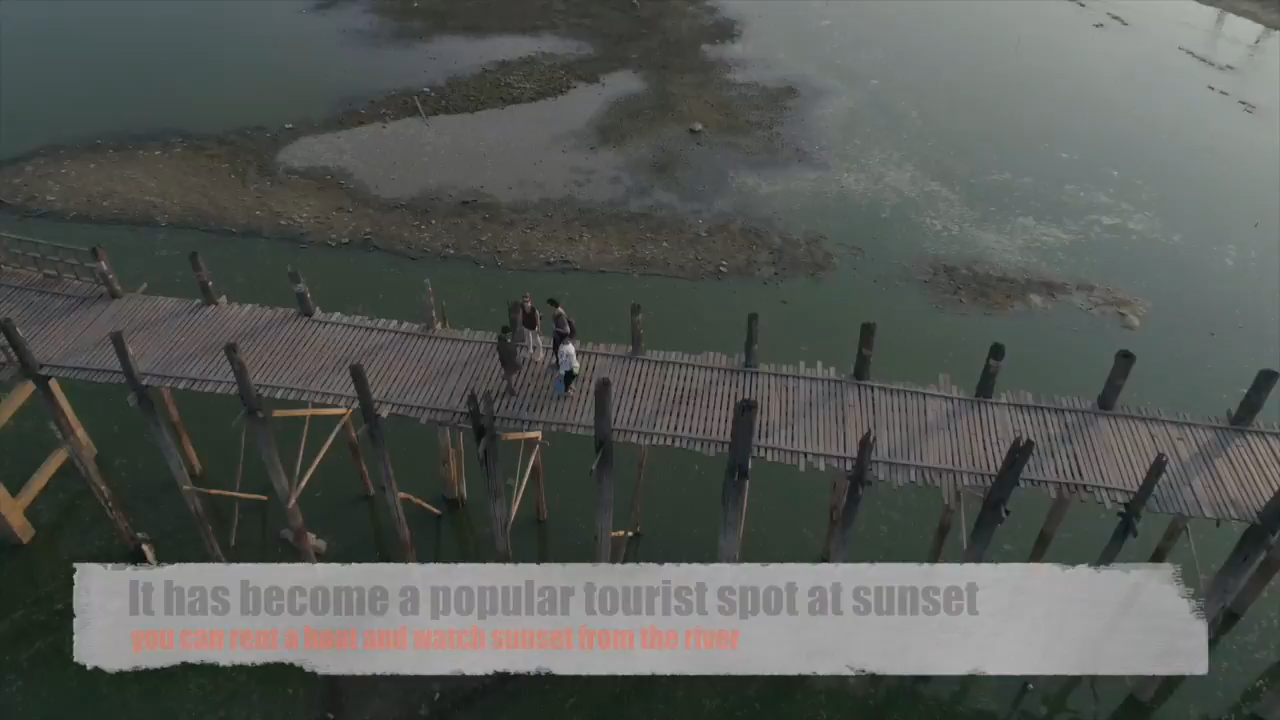 It has become a popular tourist spot at sunset
you can rent a boat and watch sunset from the river